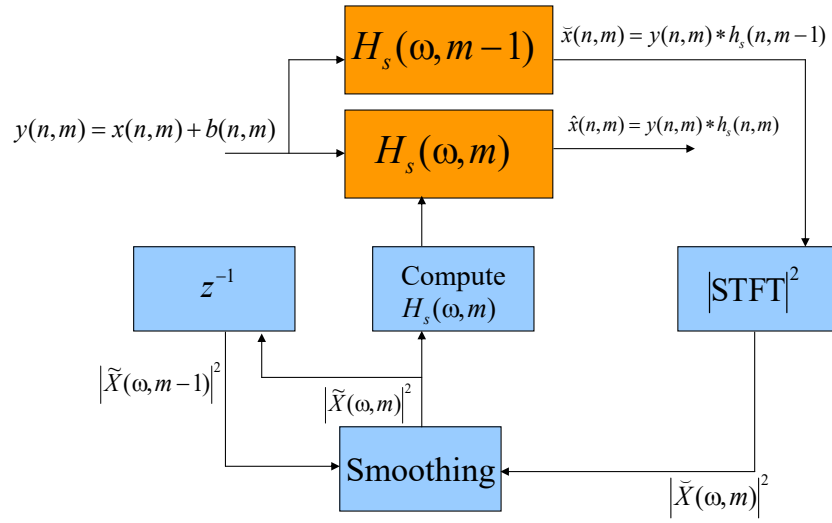 H_s(ω, m−1)
x̆(n,m) = y(n,m) * h_s(n,m−1)
y(n,m) = x(n,m) + b(n,m)
H_s(ω, m)
x̂(n,m) = y(n,m) * h_s(n,m)
z⁻¹
Compute
H_s(ω,m)
|STFT|²
|X̃(ω,m−1)|²
|X̃(ω,m)|²
Smoothing
|X̆(ω,m)|²